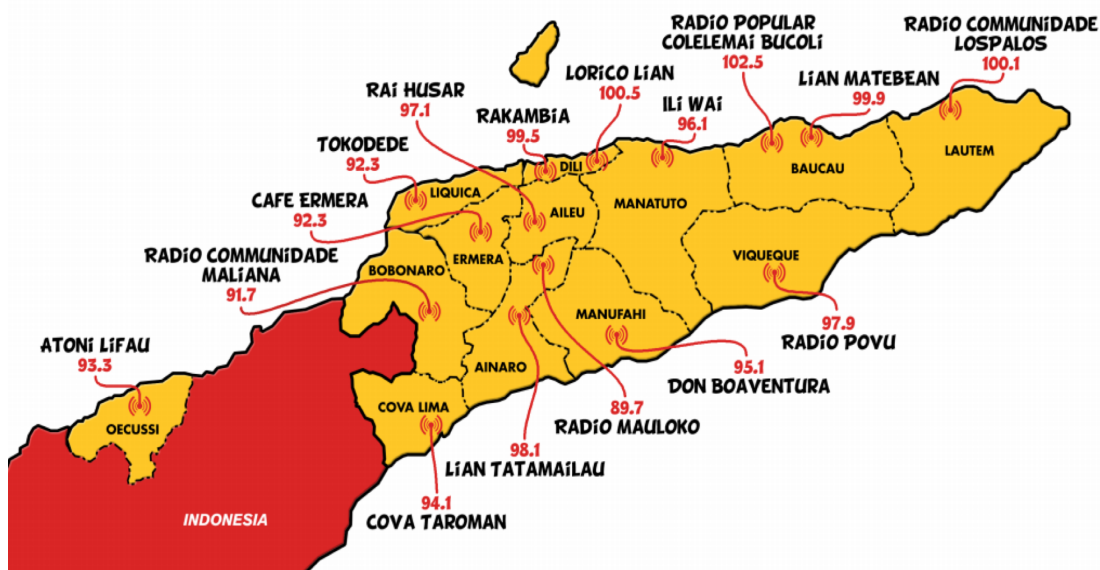 RADIO POPULAR
COLELEMAI BUCOLI
102.5
RADIO COMMUNIDADE
LOSPALOS
100.1
LORICO LIAN
100.5
LIAN MATEBEAN
99.9
RAI HUSAR
97.1
ILI WAI
96.1
RAKAMBIA
99.5
TOKODEDE
92.3
CAFE ERMERA
92.3
RADIO COMMUNIDADE
MALIANA
91.7
ATONI LIFAU
93.3
DILI
LIQUICA
BAUCAU
LAUTEM
AILEU
MANATUTO
ERMERA
BOBONARO
VIQUEQUE
MANUFAHI
AINARO
COVA LIMA
OECUSSI
97.9
RADIO POVU
95.1
DON BOAVENTURA
89.7
RADIO MAULOKO
98.1
LIAN TATAMAILAU
94.1
COVA TAROMAN
INDONESIA